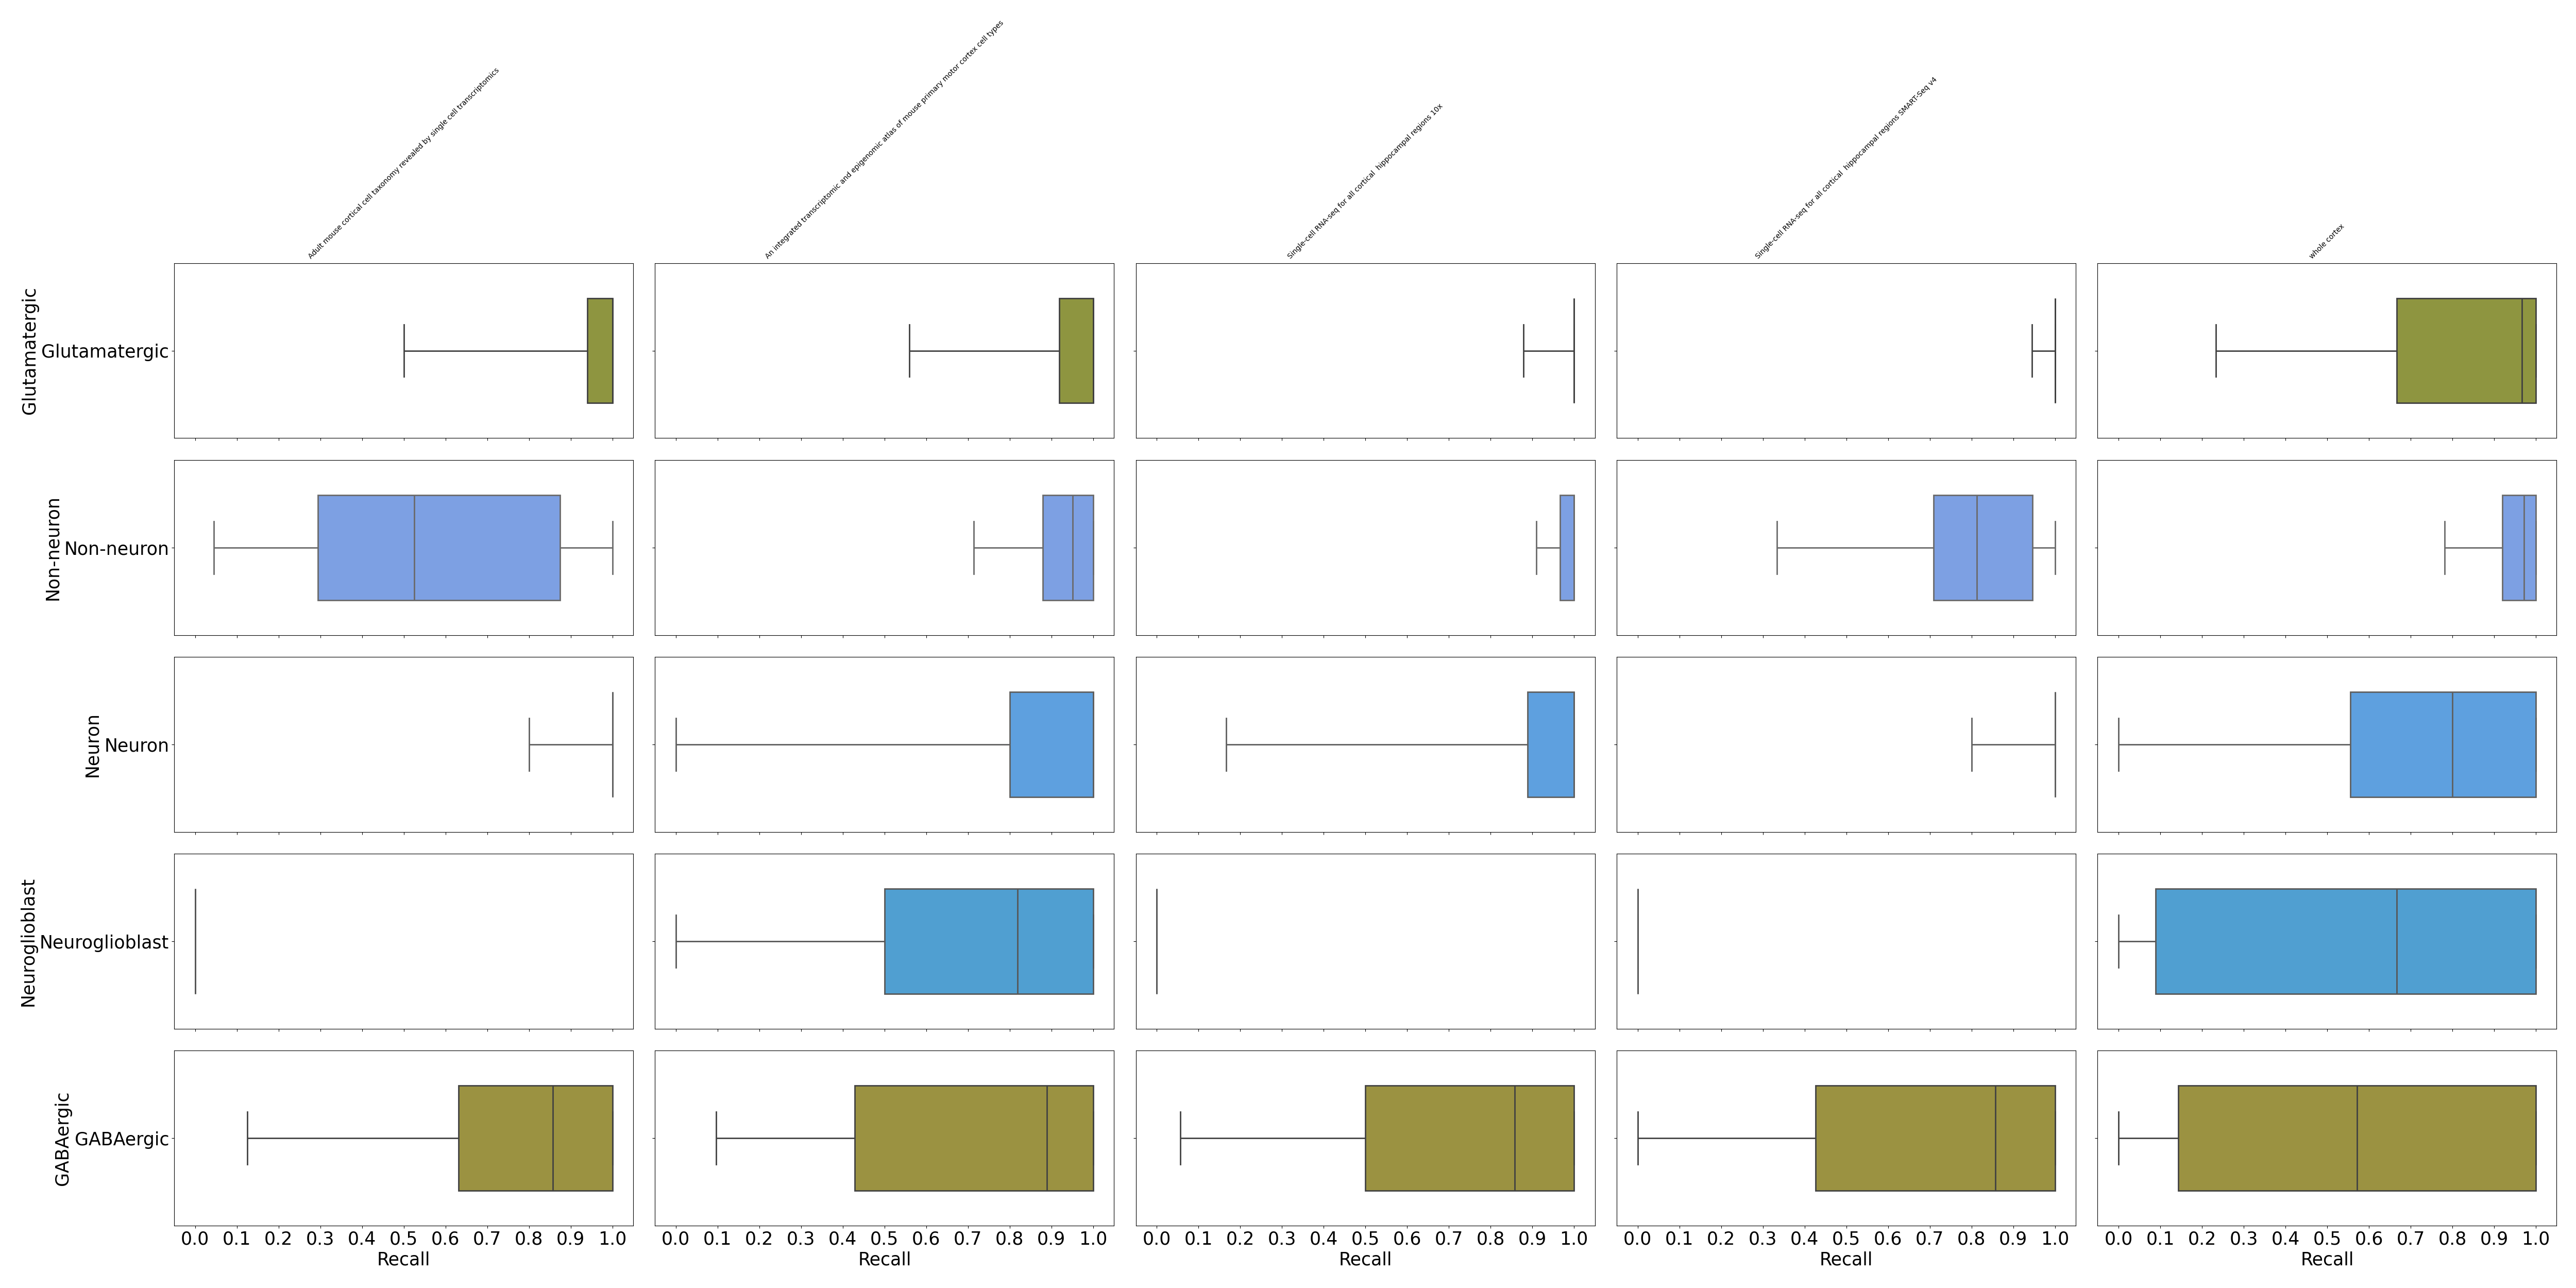 Adult mouse cortical cell taxonomy revealed by single cell transcriptomics
An integrated transcriptomic and epigenomic atlas of mouse primary motor cortex cell types
Single-cell RNA-seq for all cortical  hippocampal regions 10x
Single-cell RNA-seq for all cortical  hippocampal regions SMART-Seq v4
whole cortex
Glutamatergic
Glutamatergic
Non-neuron
Non-neuron
Neuron
Neuron
Neuroglioblast
Neuroglioblast
GABAergic
GABAergic
0.0 0.1 0.2 0.3 0.4 0.5 0.6 0.7 0.8 0.9 1.0
0.0 0.1 0.2 0.3 0.4 0.5 0.6 0.7 0.8 0.9 1.0
0.0 0.1 0.2 0.3 0.4 0.5 0.6 0.7 0.8 0.9 1.0
0.0 0.1 0.2 0.3 0.4 0.5 0.6 0.7 0.8 0.9 1.0
0.0 0.1 0.2 0.3 0.4 0.5 0.6 0.7 0.8 0.9 1.0
Recall
Recall
Recall
Recall
Recall